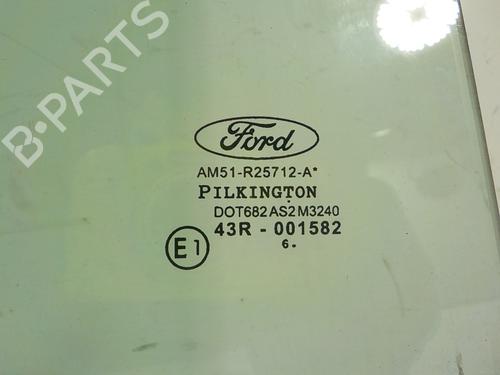 B-PARTS
Ford
AM51-R25712-A*
PILKINGTON
DOT682 AS2 M3240
43R - 001582
E1
6.